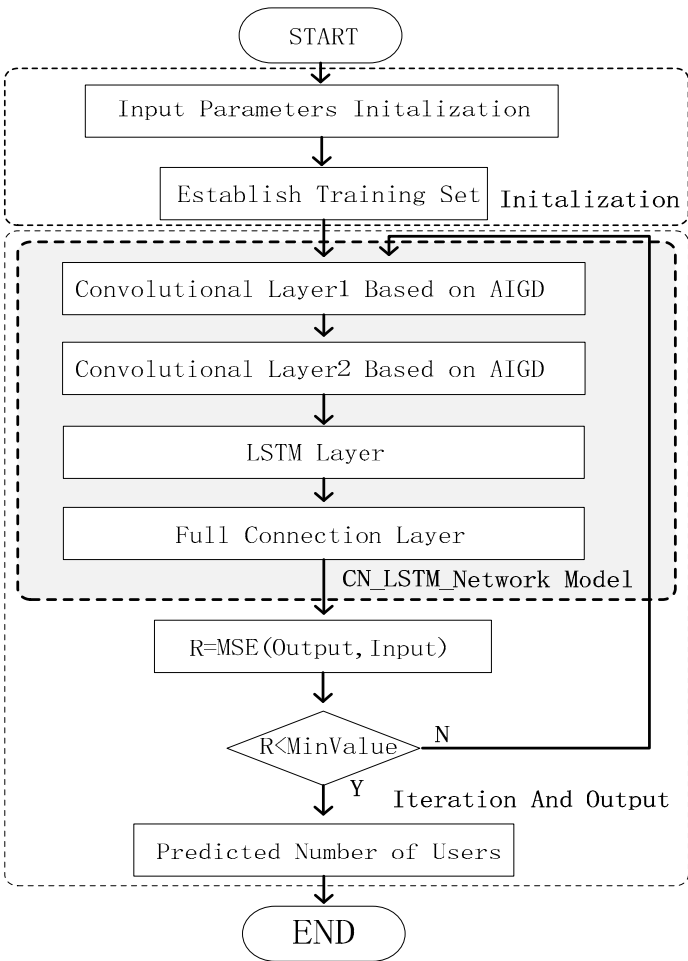 START
Input Parameters Initalization
Establish Training Set
Initalization
Convolutional Layer1 Based on AIGD
Convolutional Layer2 Based on AIGD
LSTM Layer
Full Connection Layer
CN_LSTM_Network Model
R=MSE(Output, Input)
R<MinValue
N
Y
Iteration And Output
Predicted Number of Users
END